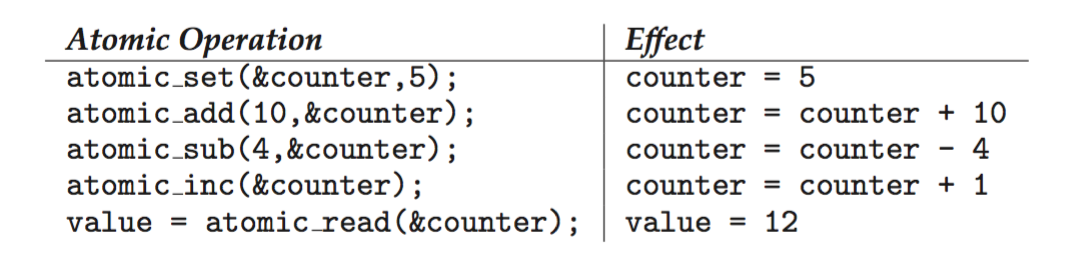 Atomic Operation Effect
atomic_set(&counter,5); counter = 5
atomic_add(10,&counter); counter = counter + 10
atomic_sub(4,&counter); counter = counter - 4
atomic_inc(&counter); counter = counter + 1
value = atomic_read(&counter); value = 12